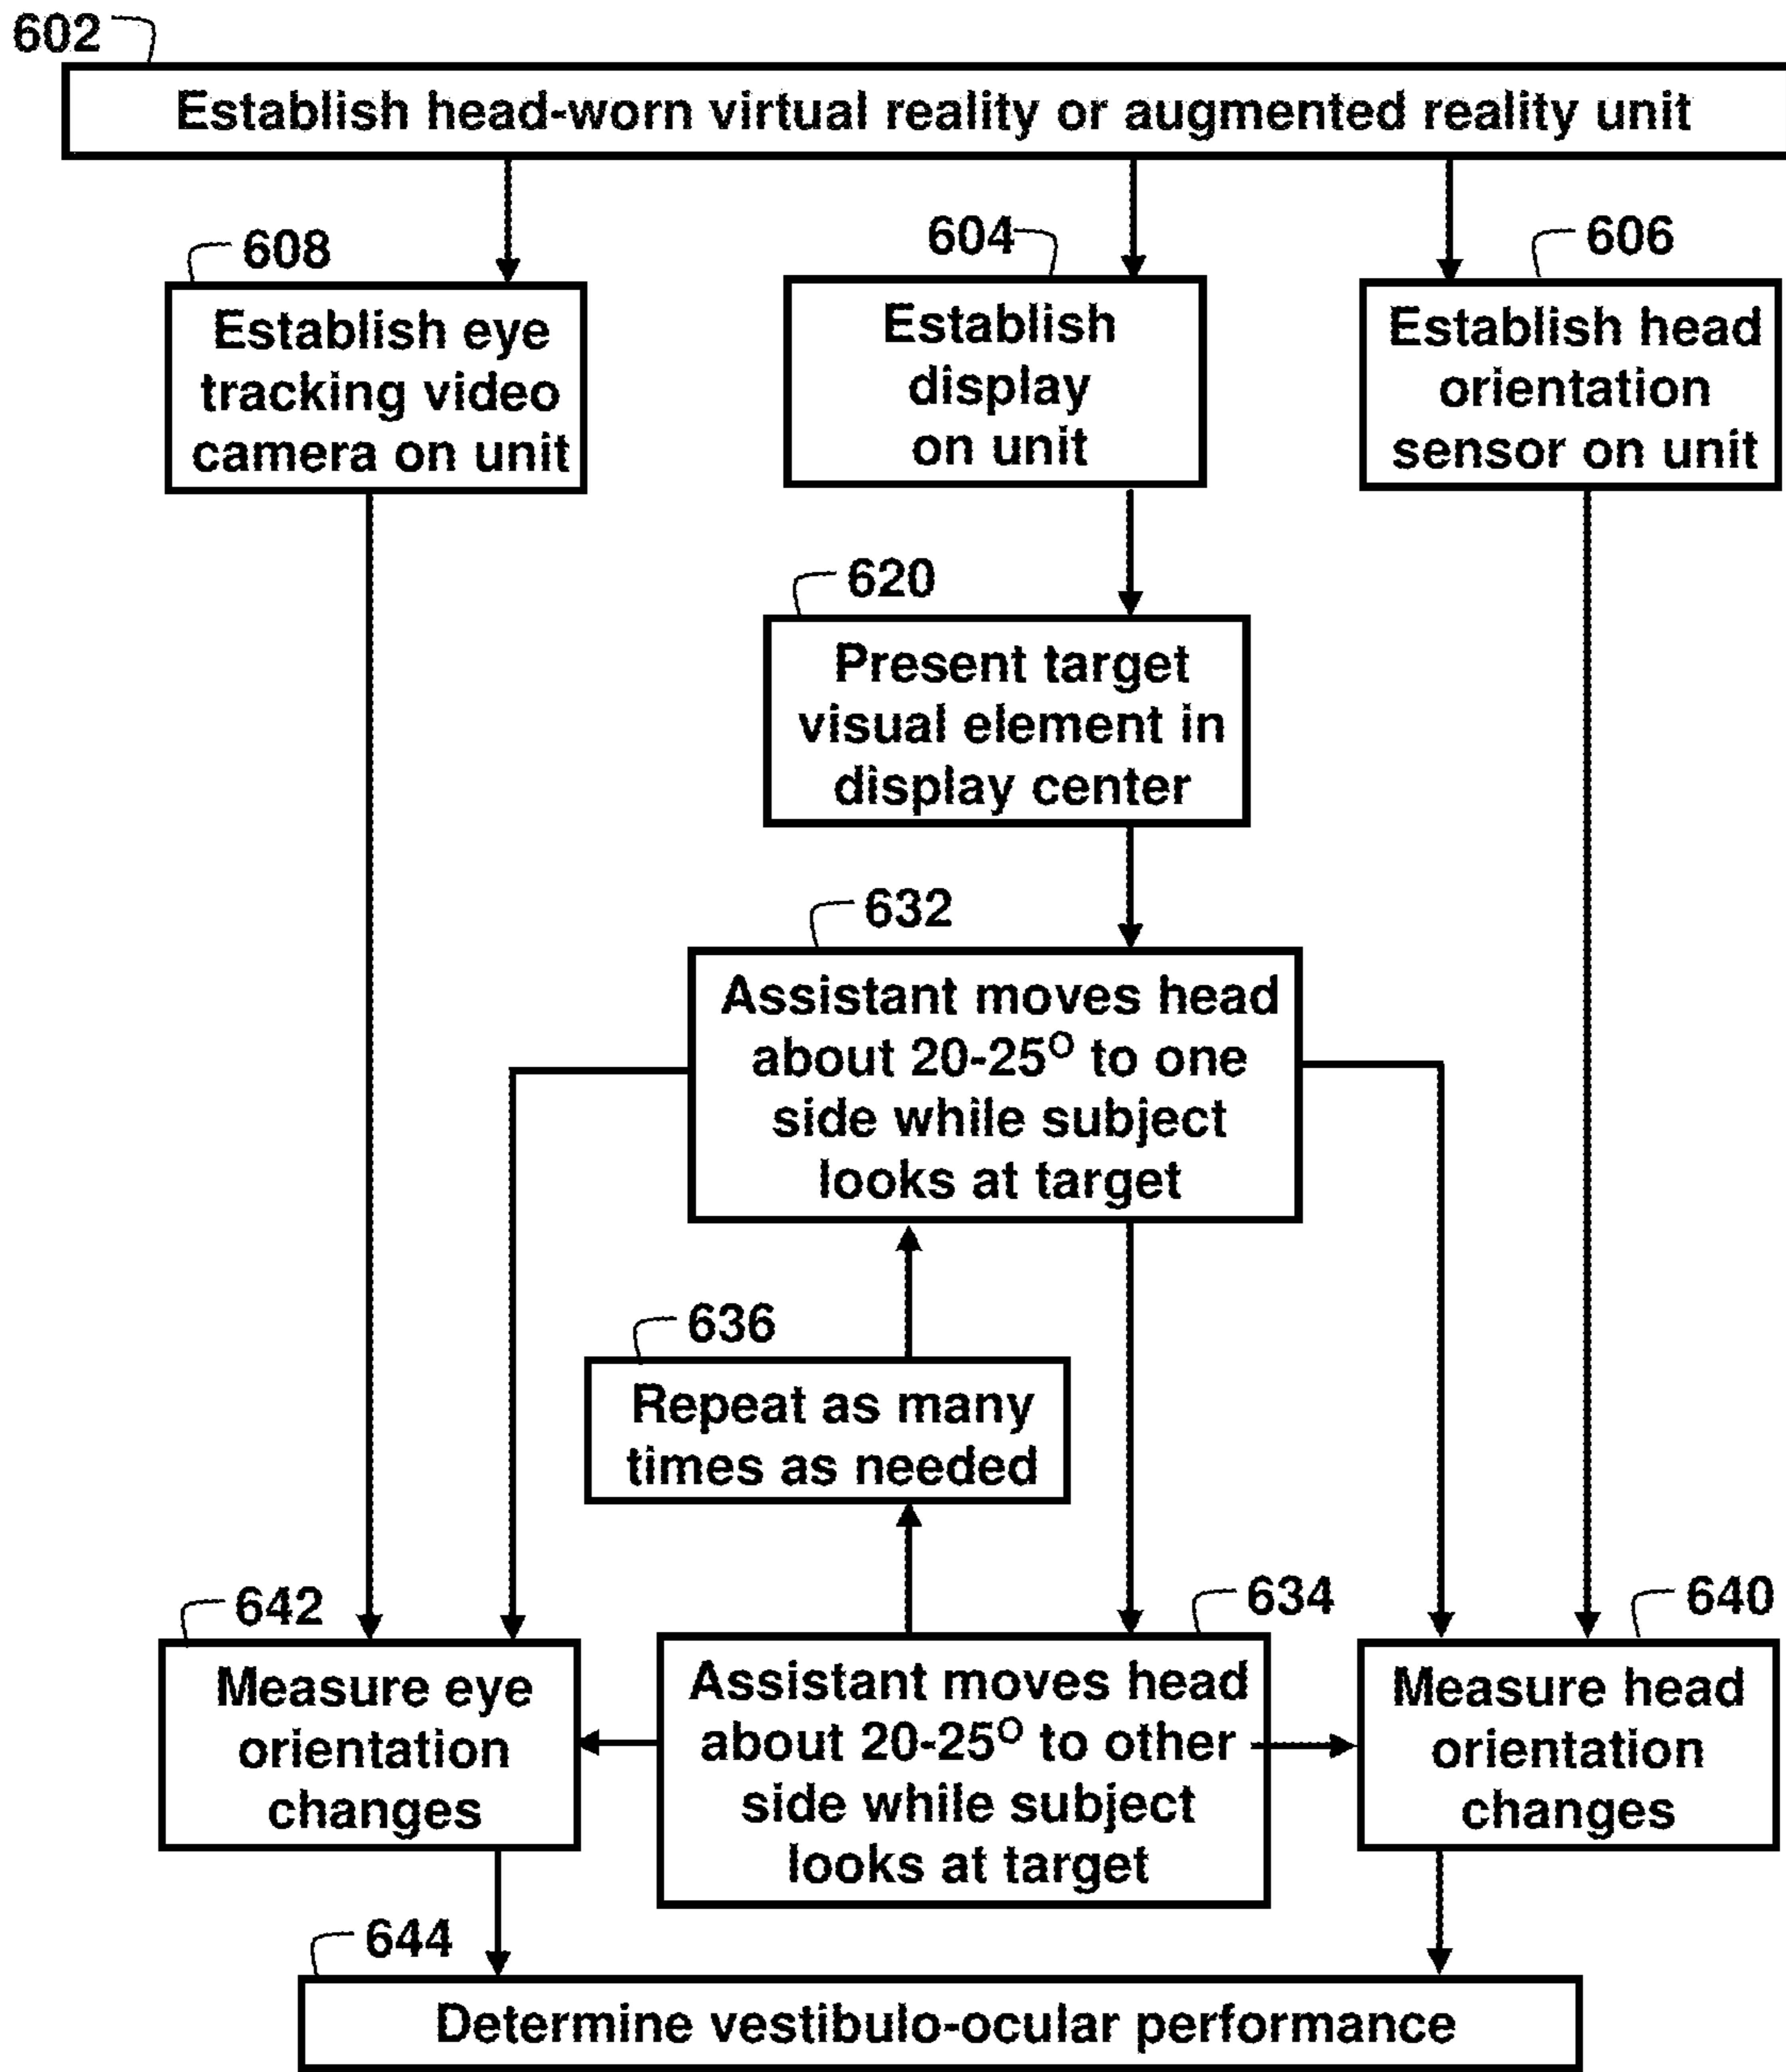 602
Establish head-worn virtual reality or augmented reality unit
608
Establish eye
tracking video
camera on unit
604
Establish
display
on unit
606
Establish head
orientation
sensor on unit
620
Present target
visual element in
display center
632
Assistant moves head
about 20-25° to one
side while subject
looks at target
636
Repeat as many
times as needed
642
Measure eye
orientation
changes
634
Assistant moves head
about 20-25° to other
side while subject
looks at target
640
Measure head
orientation
changes
644
Determine vestibulo-ocular performance